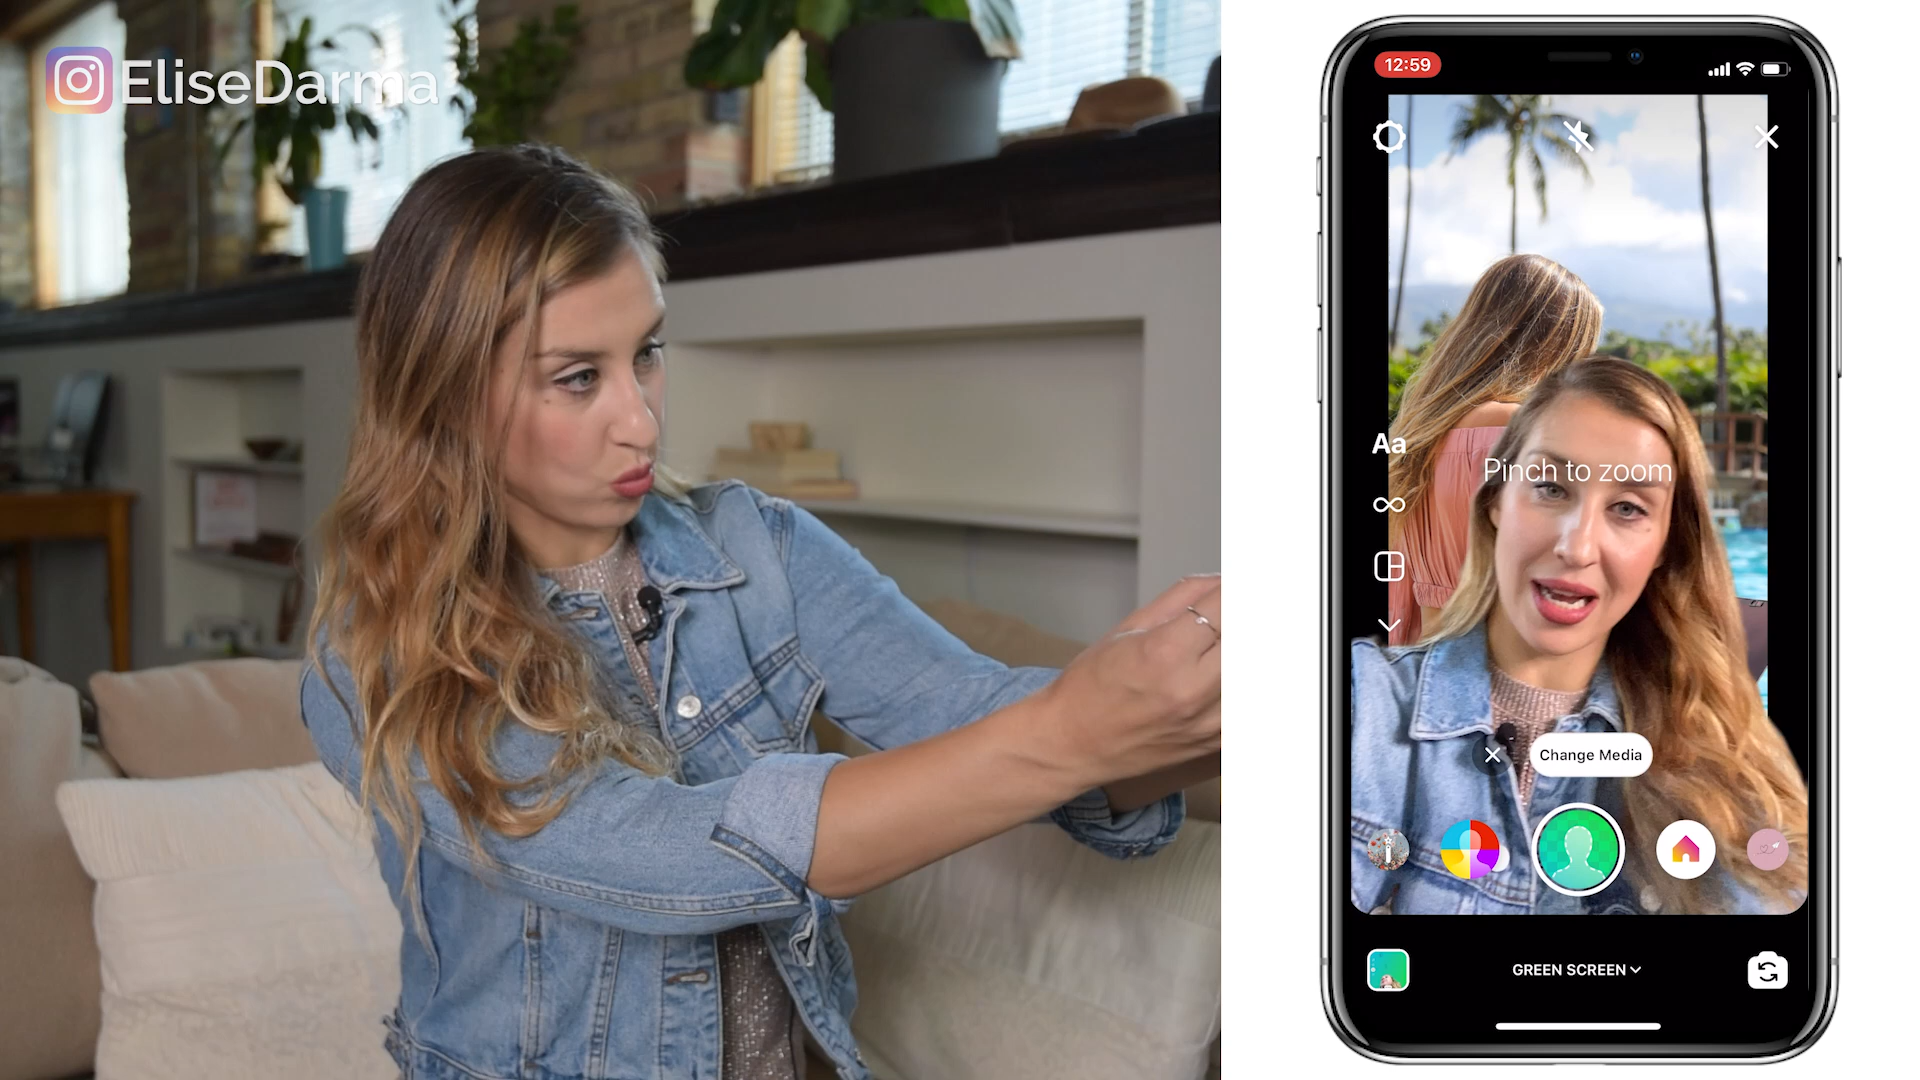 EliseDarma
12:59
Aa
Pinch to zoom
Change Media
GREEN SCREEN